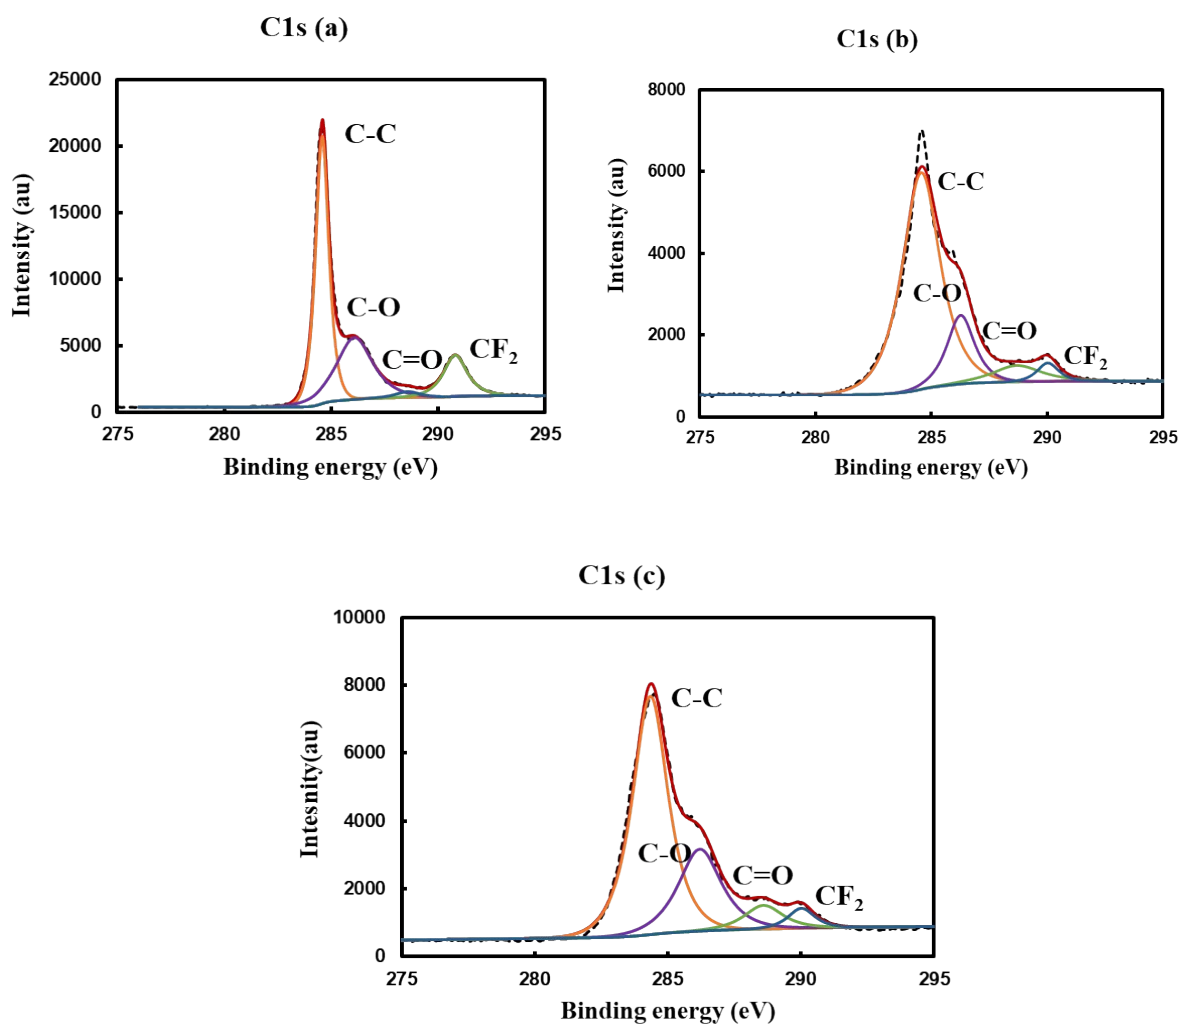 C1s (a)
25000
20000
15000
10000
5000
0
Intensity (au)
C-C
C-O
C=O
CF₂
275 280 285 290 295
Binding energy (eV)
C1s (b)
8000
6000
4000
2000
0
Intensity (au)
C-C
C-O
C=O
CF₂
275 280 285 290 295
Binding energy (eV)
C1s (c)
10000
8000
6000
4000
2000
0
Intesnity(au)
C-C
C-O
C=O
CF₂
275 280 285 290 295
Binding energy (eV)